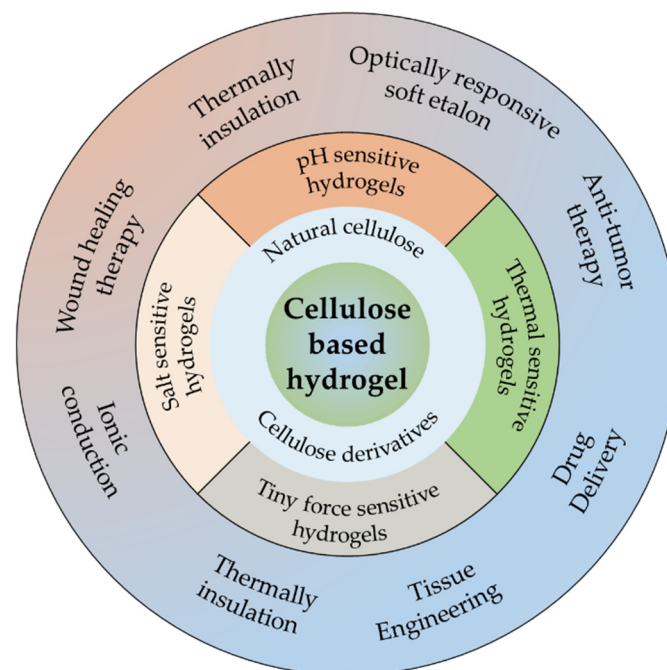 Thermally
insulation
Optically responsive
soft etalon
Anti-tumor
therapy
Drug
Delivery
Tissue
Engineering
Thermally
insulation
Ionic
conduction
Wound healing
therapy
pH sensitive
hydrogels
Thermal sensitive
hydrogels
Tiny force sensitive
hydrogels
Salt sensitive
hydrogels
Natural cellulose
Cellulose derivatives
Cellulose
based
hydrogel